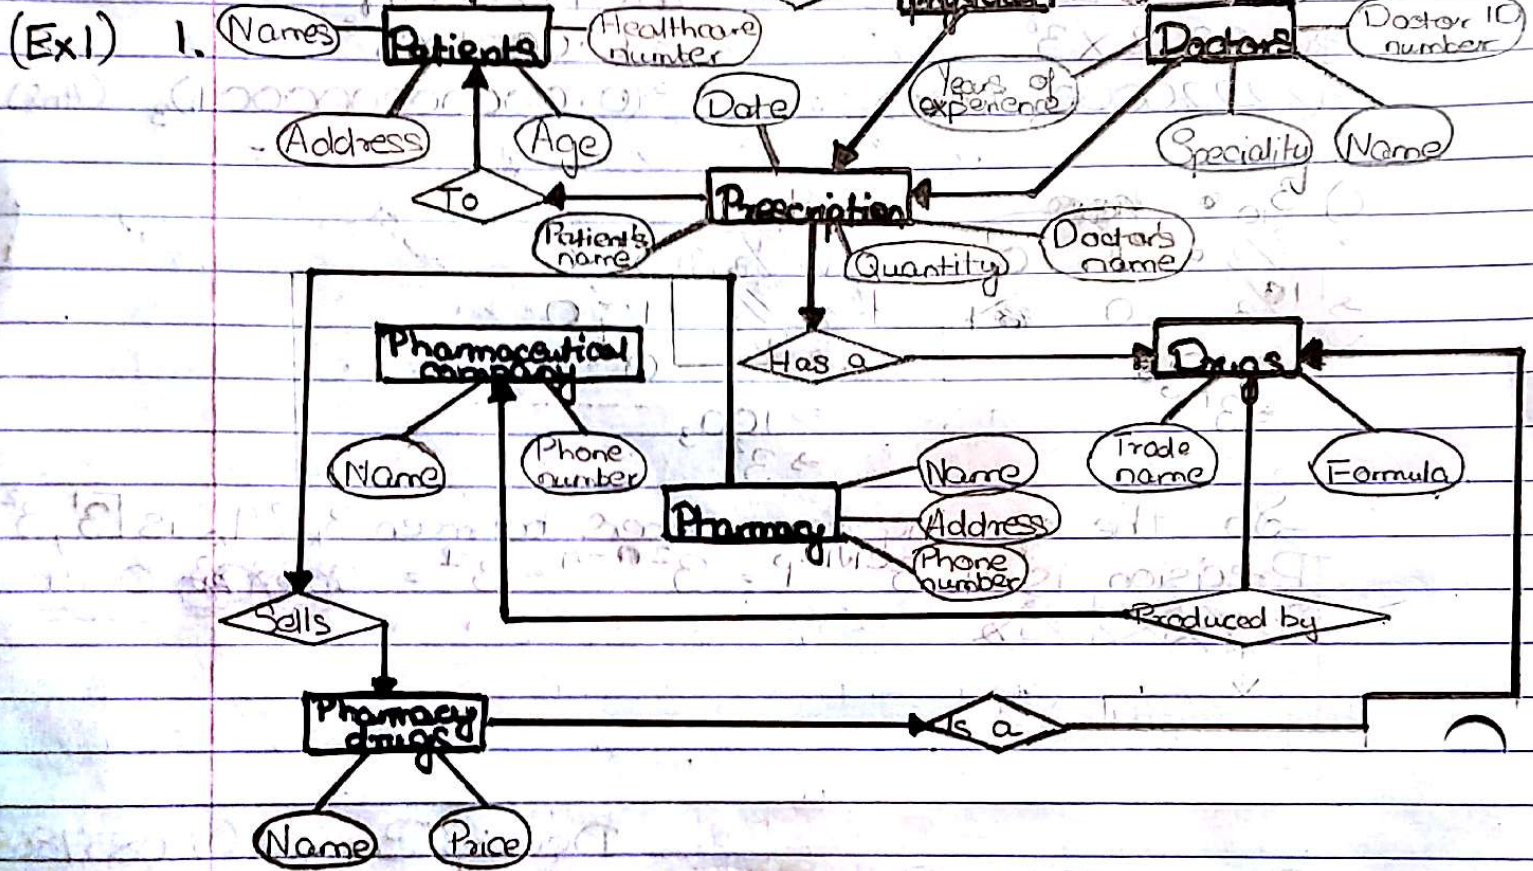 (Ex1) 1.
Names
Patients
Healthcare
number
Doctors
Doctor ID
number
Address
Age
Date
Years of
experience
Speciality
Name
To
Prescription
Patient's
name
Quantity
Doctor's
name
Pharmaceutical
company
Has a
Drugs
Name
Phone
number
Pharmacy
Name
Address
Phone
number
Trade
name
Formula
Sells
Produced by
Pharmacy
drugs
Is a
Name
Price